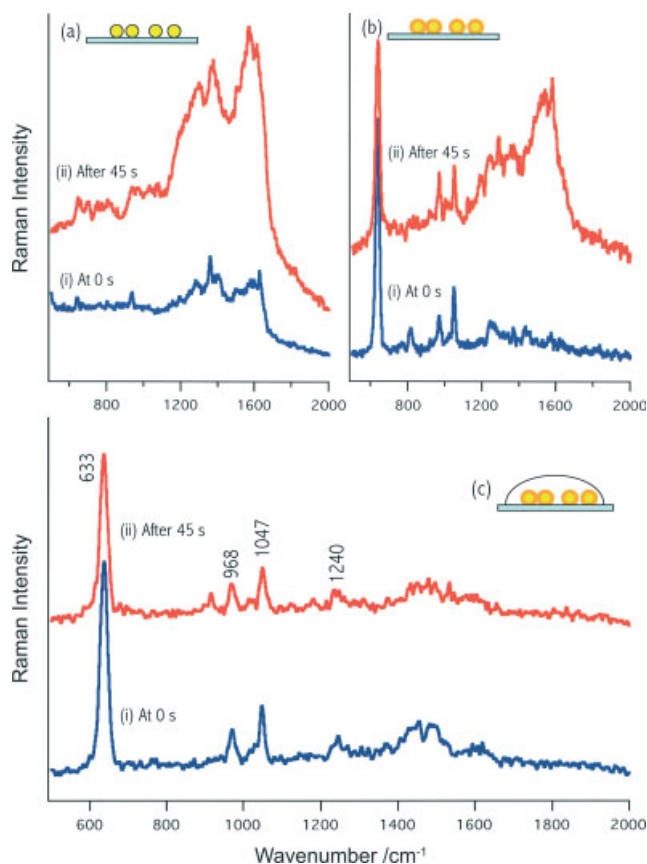 (a)
(ii) After 45 s
(i) At 0 s
800 1200 1600 2000
(b)
(ii) After 45 s
(i) At 0 s
800 1200 1600 2000
Raman Intensity
(c)
633
(ii) After 45 s
968
1047
1240
(i) At 0 s
600 800 1000 1200 1400 1600 1800 2000
Raman Intensity
Wavenumber /cm⁻¹